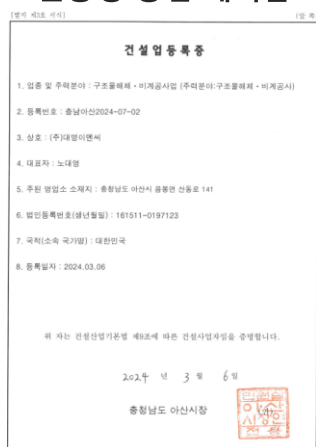 [별지 제3호 서식]
(앞 쪽
건설업등록증
1. 업종 및 주력분야 : 구조물해체・비계공사업 (주력분야:구조물해체・비계공사)
2. 등록번호 : 충남아산2024-07-02
3. 상호 : (주)대영이앤씨
4. 대표자 : 노대영
5. 주된 영업소 소재지 : 충청남도 아산시 음봉면 산동로 141
6. 법인등록번호(생년월일) : 161511-0197123
7. 국적(소속 국가명) : 대한민국
8. 등록일자 : 2024.03.06
위 자는 건설산업기본법 제9조에 따른 건설사업자임을 증명합니다.
2024 년 3 월 6 일
충청남도 아산시장